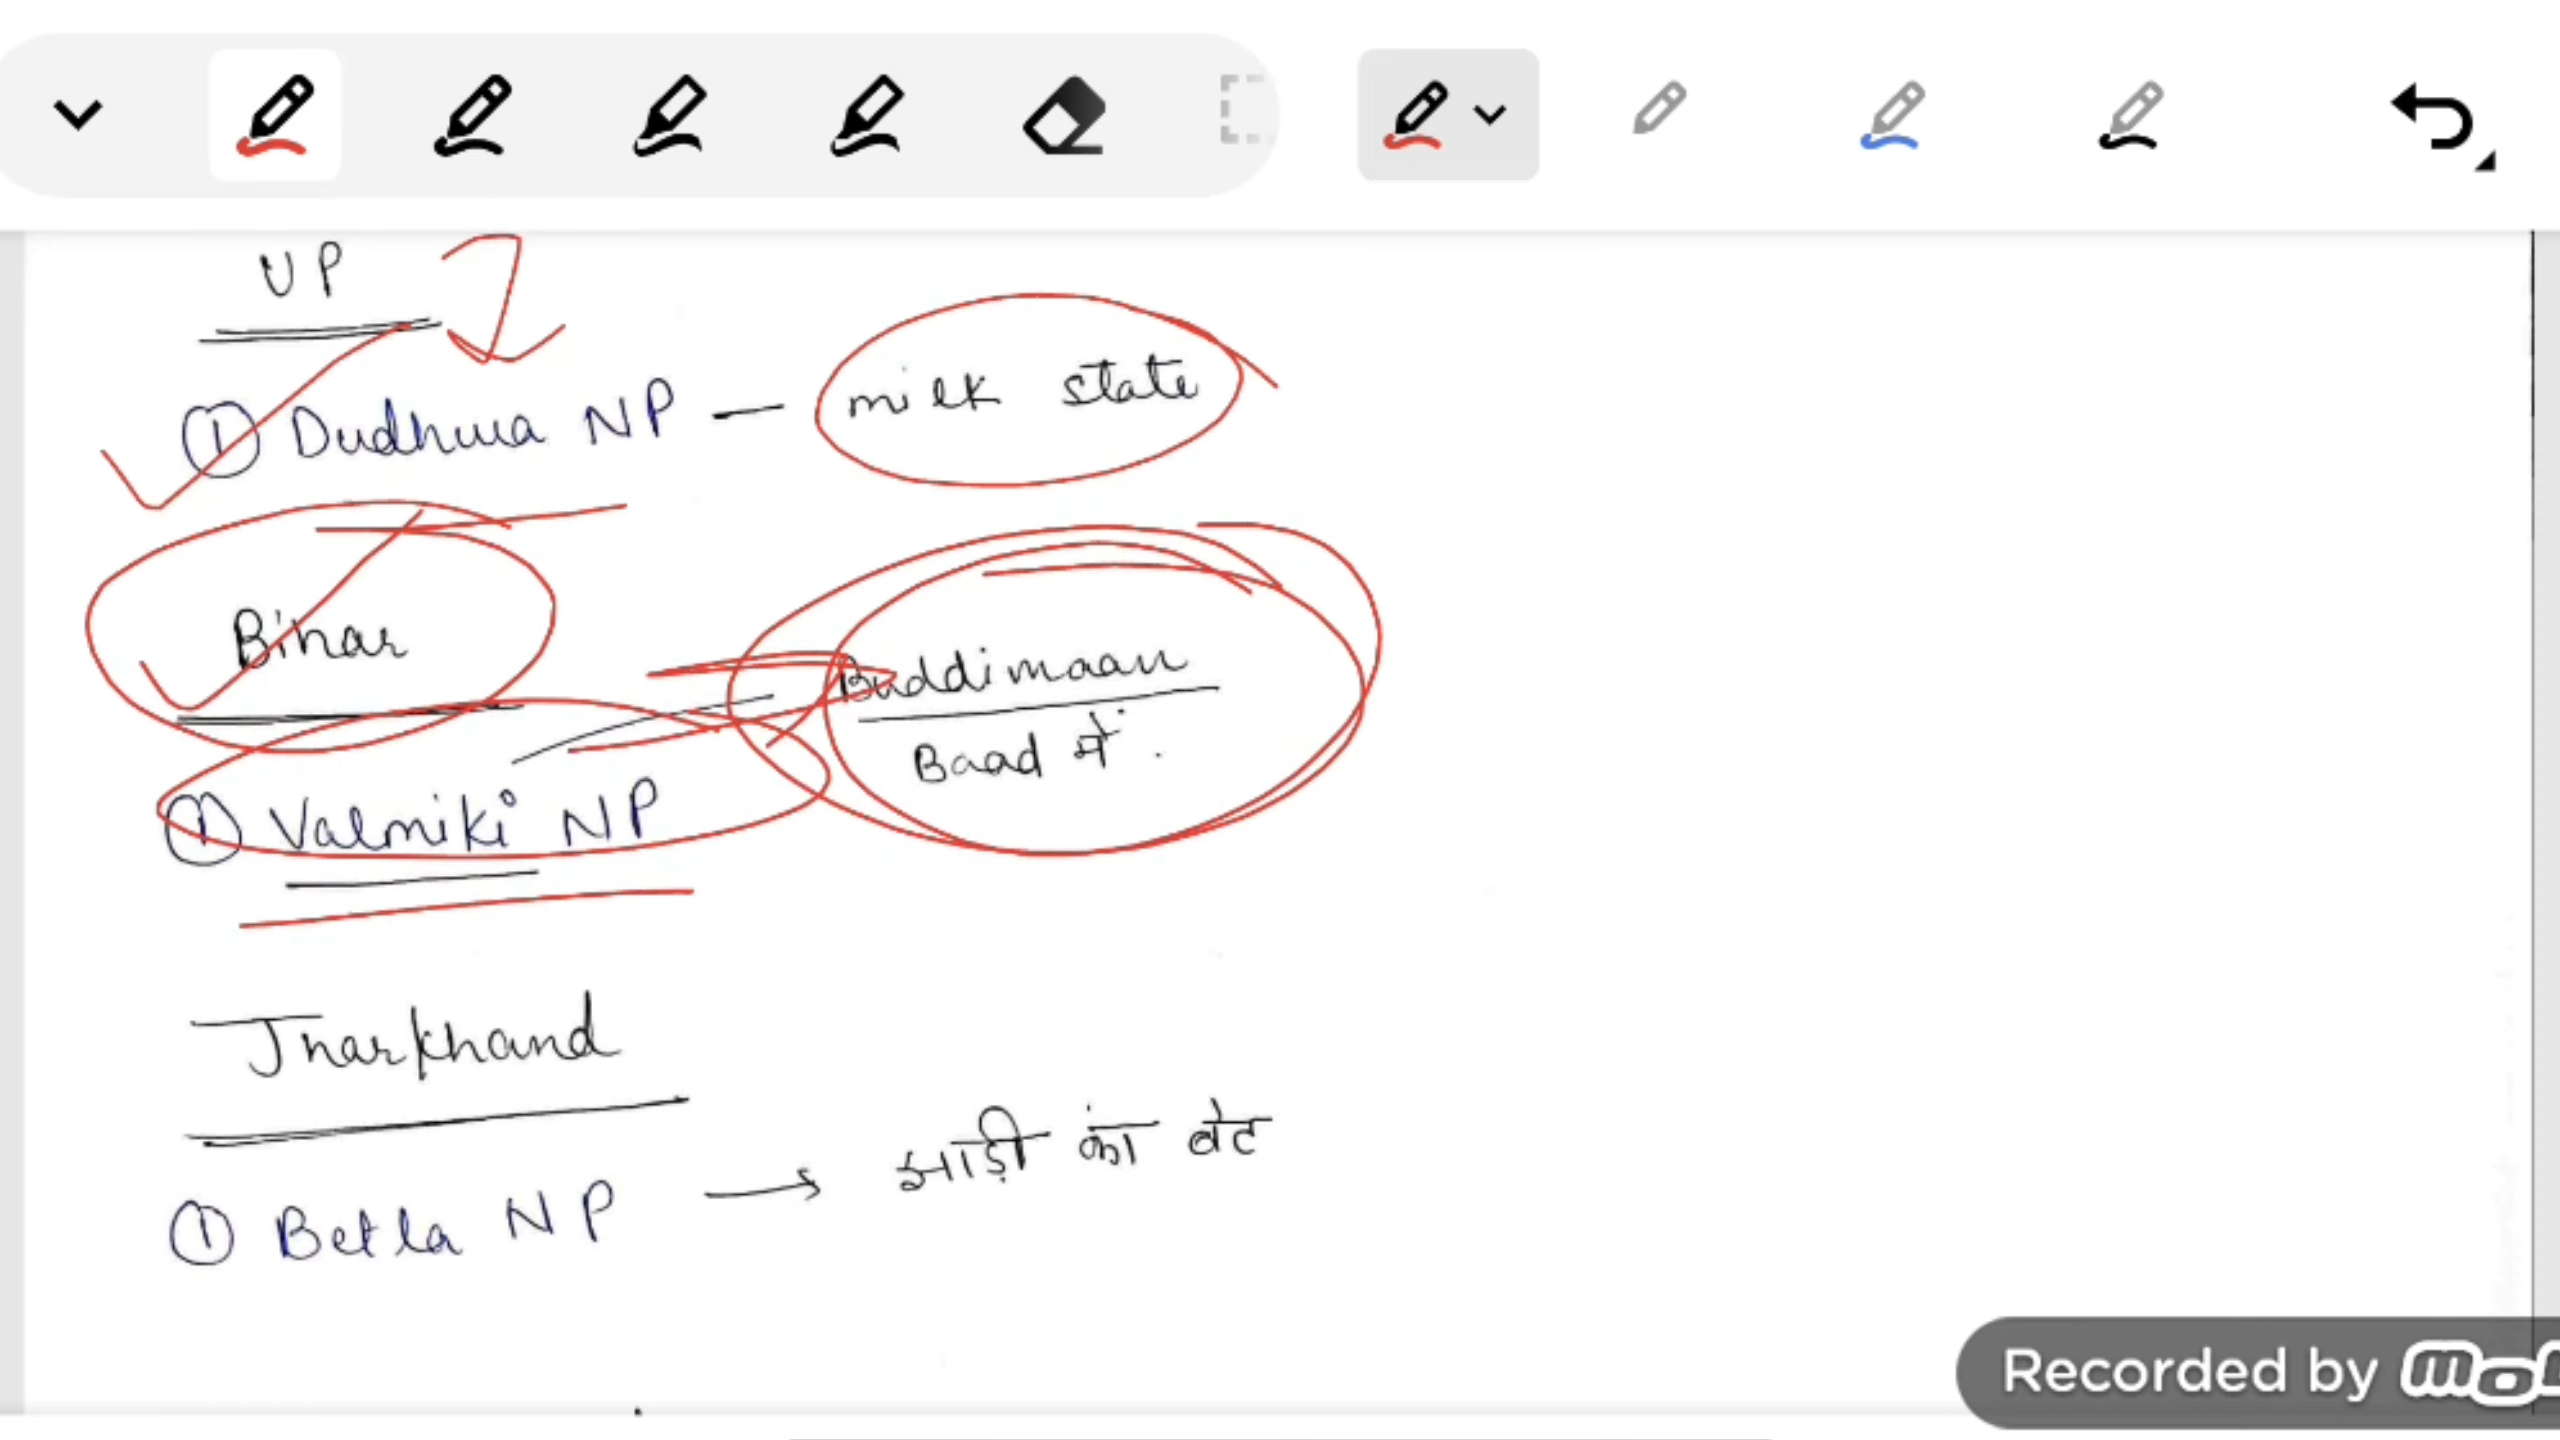 UP
① Dudhwa NP — milk state
Bihar
Buddimaan
Baad में .
① Valmiki NP
Jharkhand
① Betla NP → झाड़ी का बेट
Recorded by